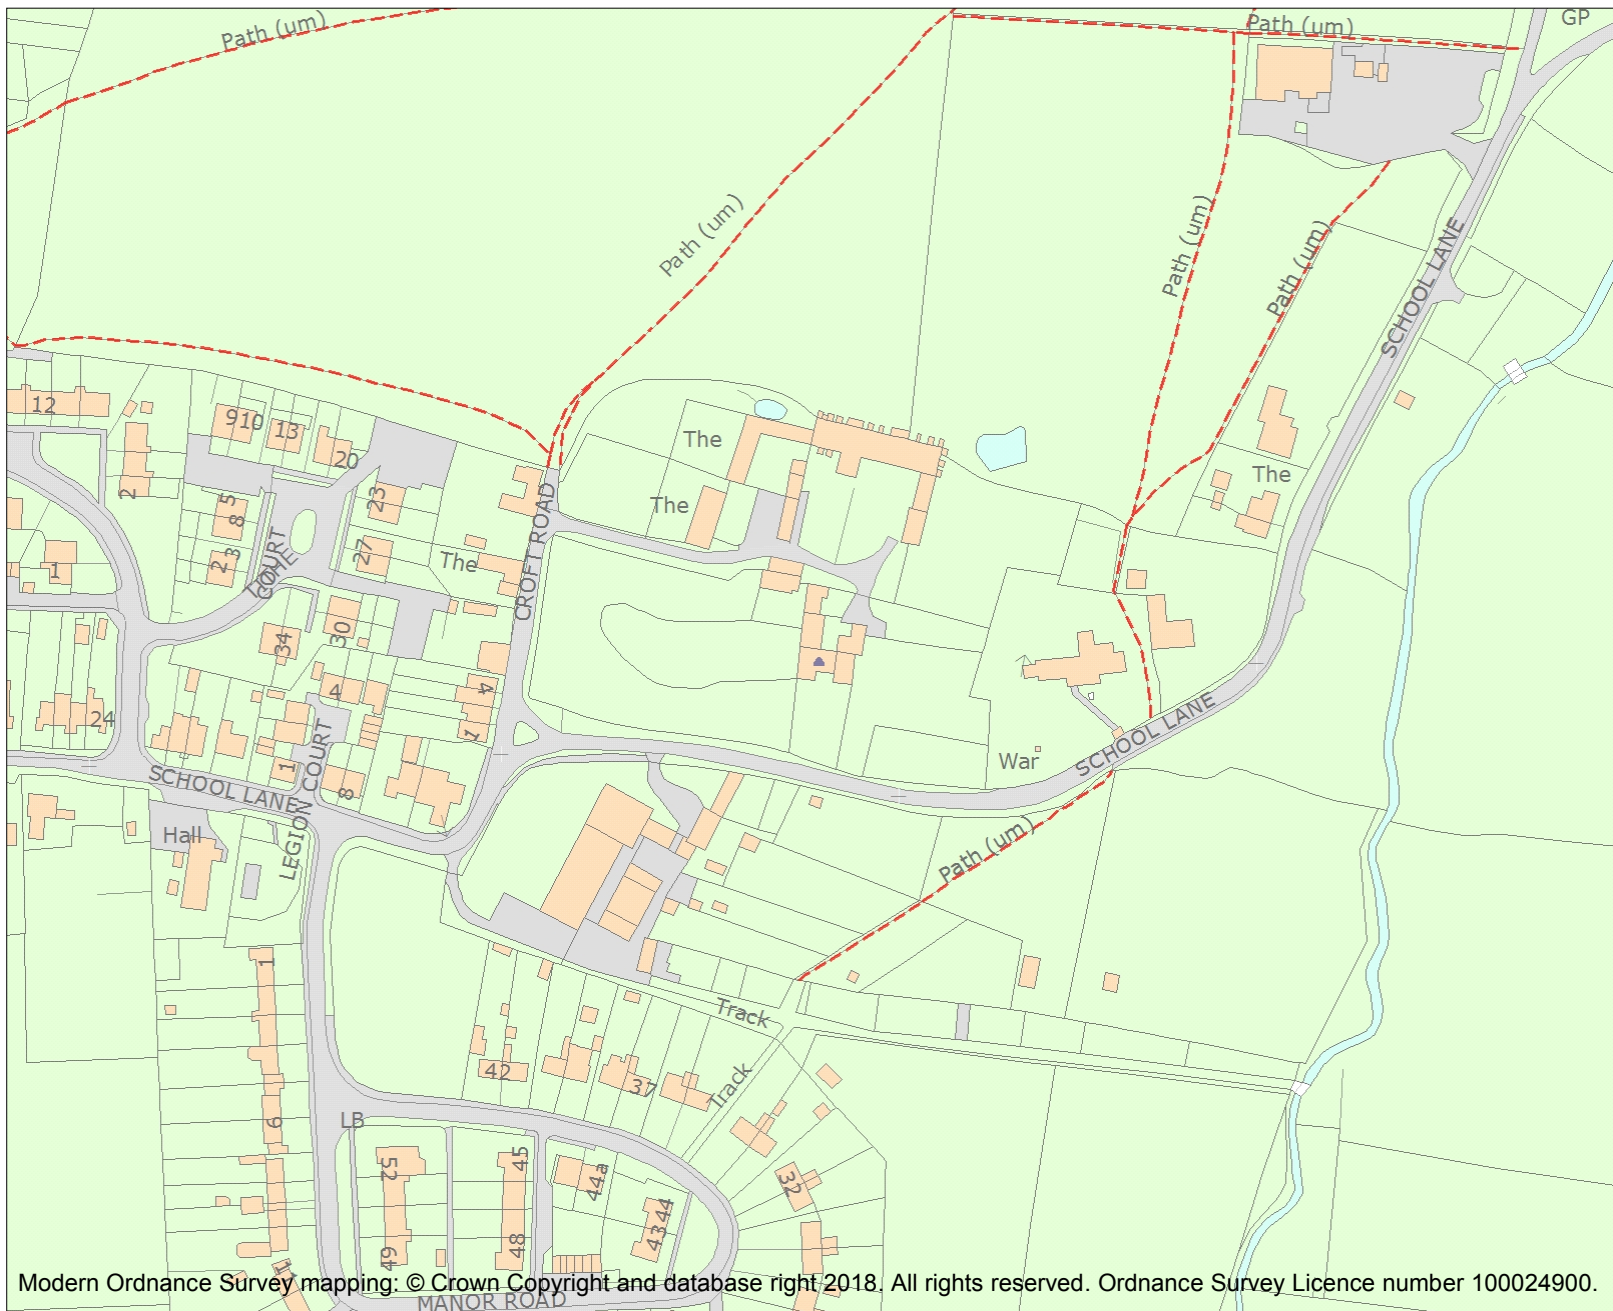 Path (um)
Path (um)
GP
Path (um)
Path (um)
Path (um)
SCHOOL LANE
12
910
13
20
The
2
23
5
8
The
The
CROFT ROAD
27
2 3
COURT
The
1
34
30
4
4
24
1
1
SCHOOL LANE
War
SCHOOL LANE
LEGION COURT
8
Hall
Path (um)
1
Track
42
37
Track
6
LB
52
45
44a
32
44
43
49
48
Modern Ordnance Survey mapping: © Crown Copyright and database right 2018. All rights reserved. Ordnance Survey Licence number 100024900.
MANOR ROAD